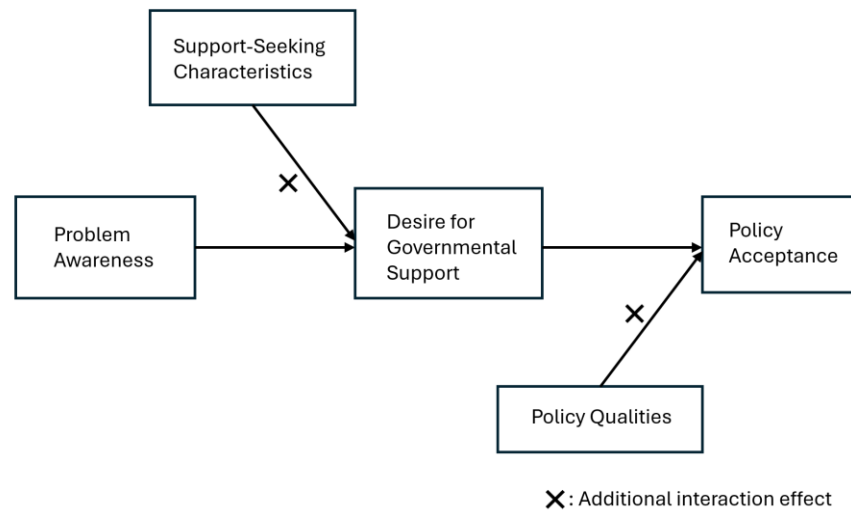 Support-Seeking
Characteristics
Problem
Awareness
Desire for
Governmental
Support
Policy
Acceptance
Policy Qualities
: Additional interaction effect